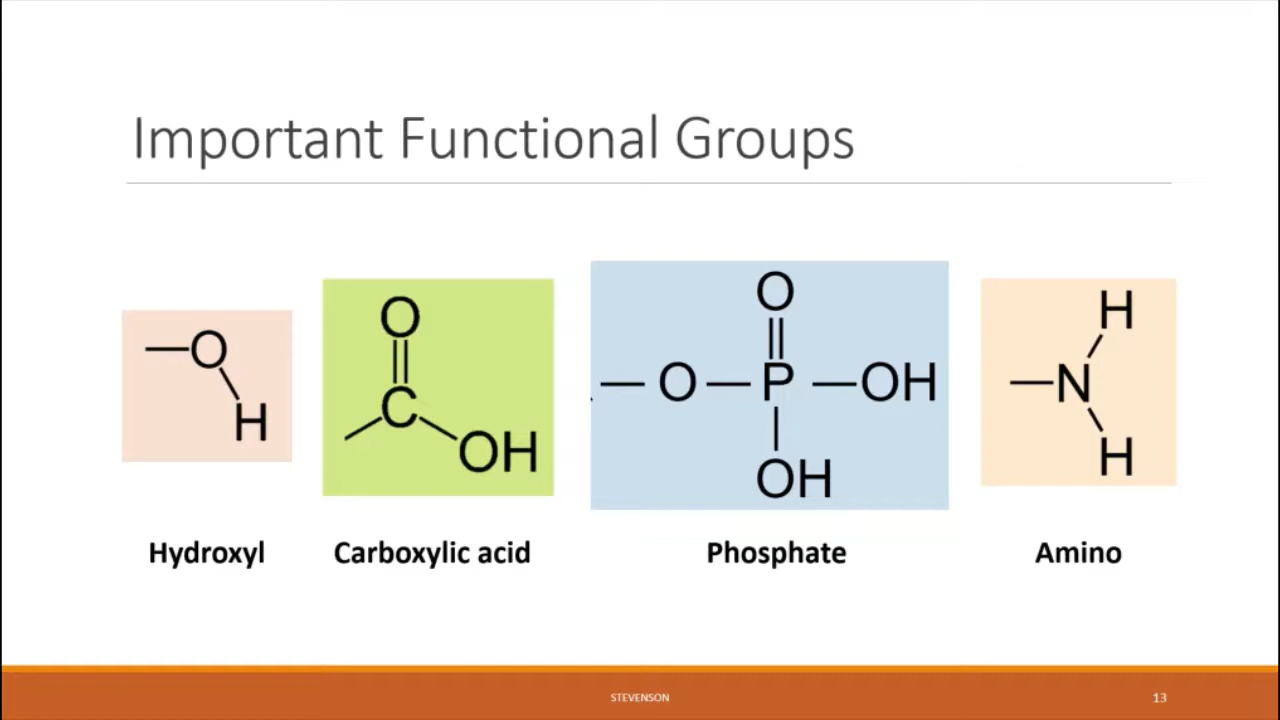 Important Functional Groups
O
H
O
C
OH
O
O P OH
OH
H
N
H
Hydroxyl
Carboxylic acid
Phosphate
Amino
STEVENSON
13